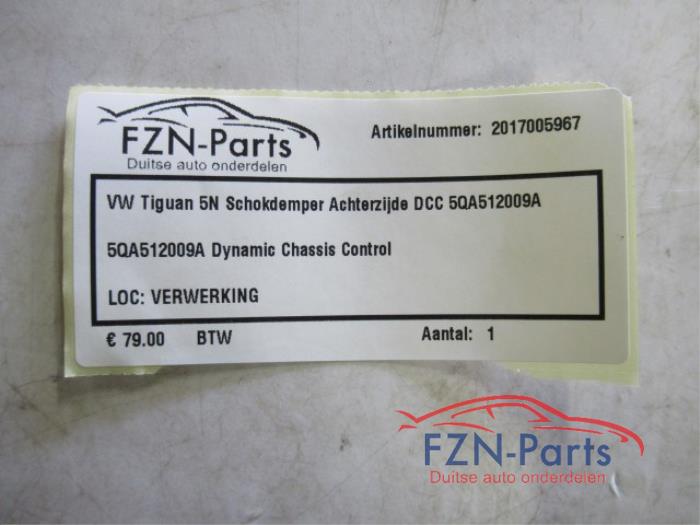 FZN-Parts
Duitse auto onderdelen
Artikelnummer: 2017005967
VW Tiguan 5N Schokdemper Achterzijde DCC 5QA512009A
5QA512009A Dynamic Chassis Control
LOC: VERWERKING
€ 79.00 BTW Aantal: 1
FZN-Parts
Duitse auto onderdelen